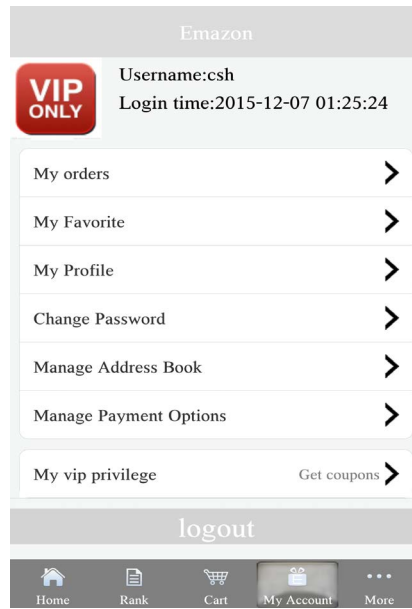 Emazon
VIP
ONLY
Username:csh
Login time:2015-12-07 01:25:24
My orders
My Favorite
My Profile
Change Password
Manage Address Book
Manage Payment Options
My vip privilege Get coupons
logout
Home Rank Cart My Account More